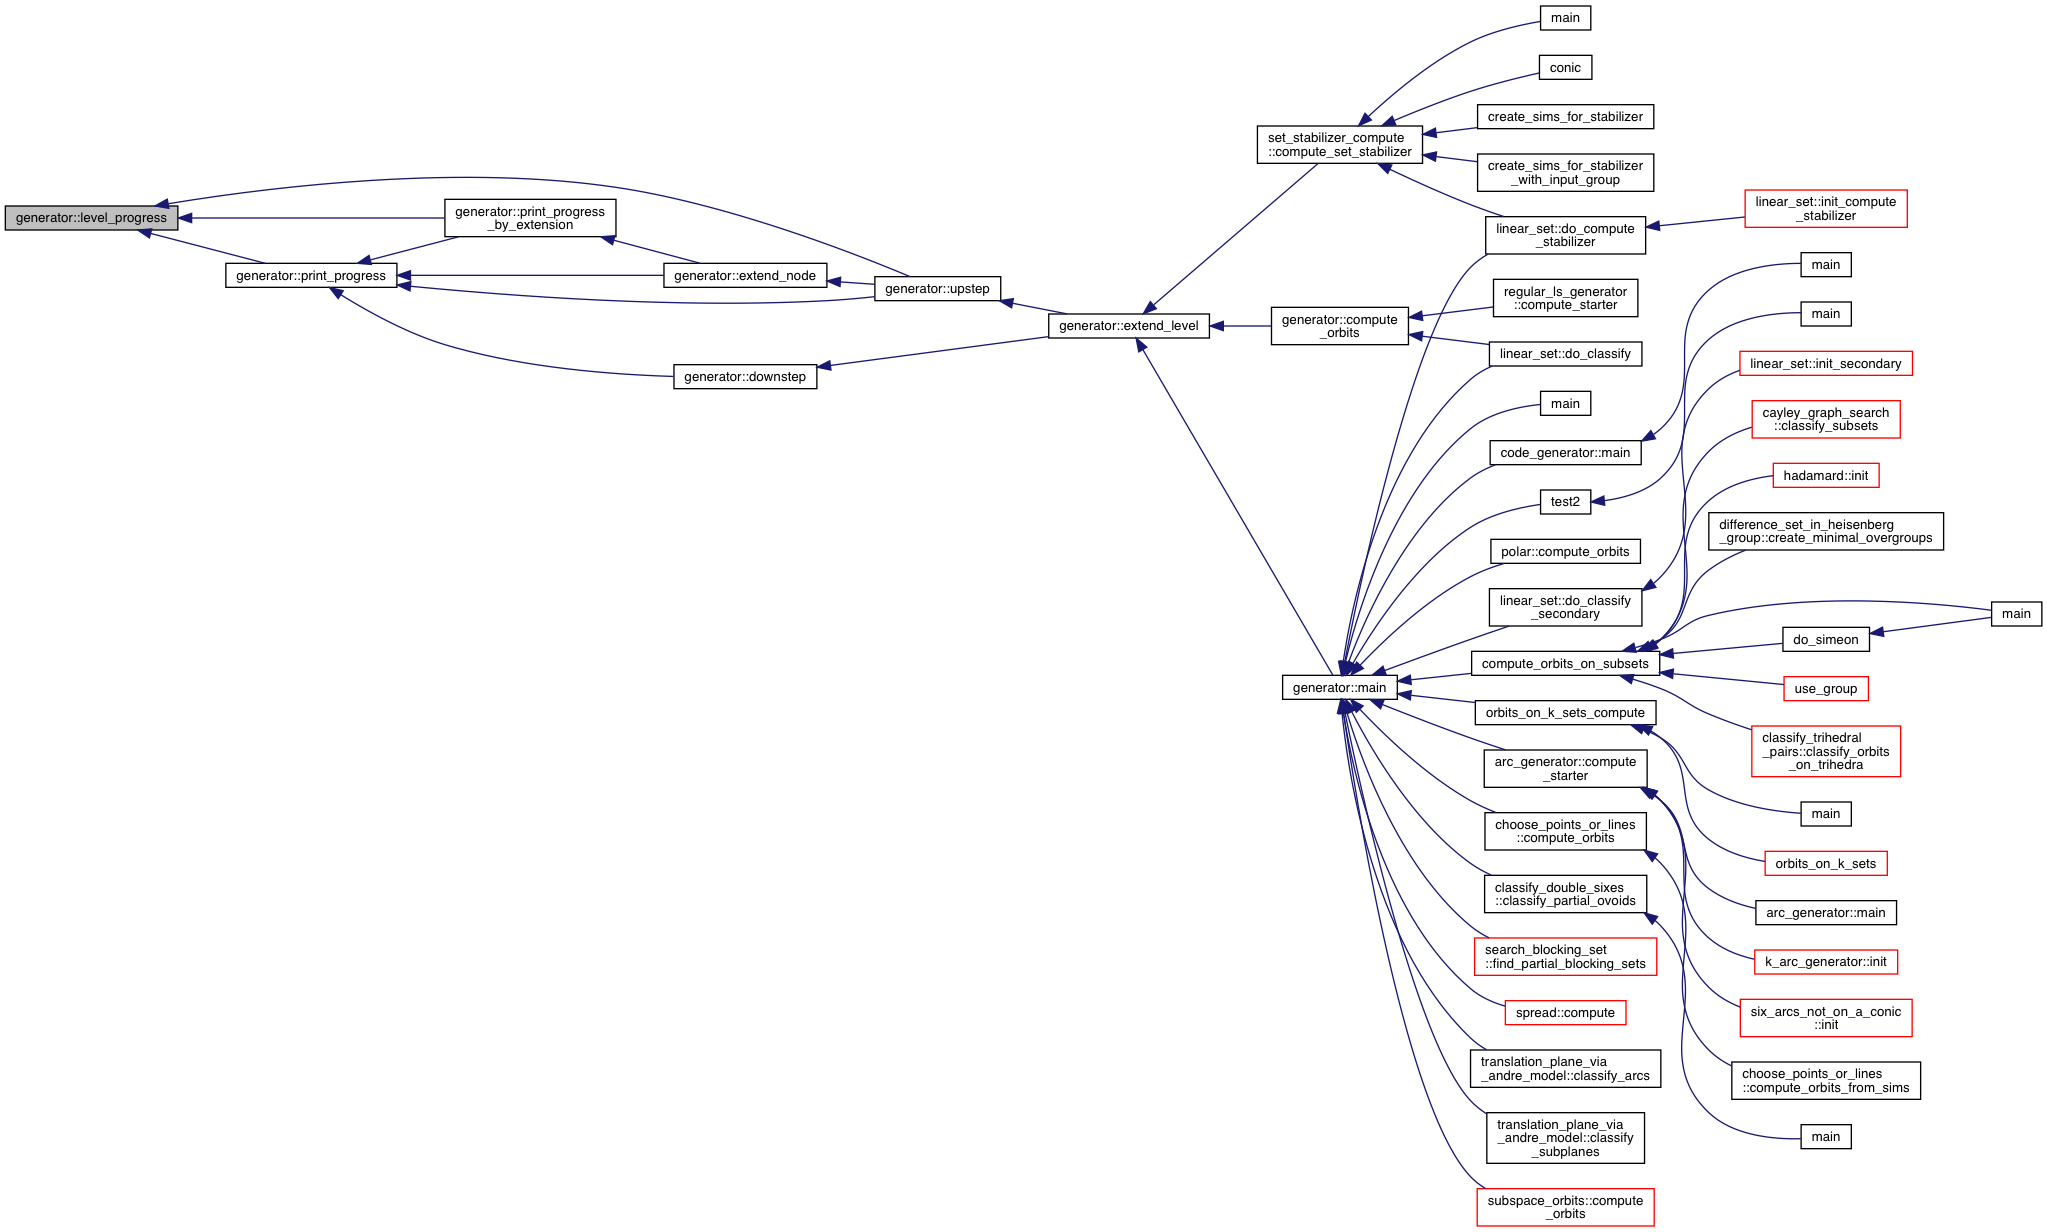 generator::level_progress
generator::print_progress
_by_extension
generator::print_progress
generator::extend_node
generator::upstep
generator::downstep
generator::extend_level
set_stabilizer_compute
::compute_set_stabilizer
generator::compute
_orbits
generator::main
main
conic
create_sims_for_stabilizer
create_sims_for_stabilizer
_with_input_group
linear_set::do_compute
_stabilizer
regular_ls_generator
::compute_starter
linear_set::do_classify
main
code_generator::main
test2
polar::compute_orbits
linear_set::do_classify
_secondary
compute_orbits_on_subsets
orbits_on_k_sets_compute
arc_generator::compute
_starter
choose_points_or_lines
::compute_orbits
classify_double_sixes
::classify_partial_ovoids
search_blocking_set
::find_partial_blocking_sets
spread::compute
translation_plane_via
_andre_model::classify_arcs
translation_plane_via
_andre_model::classify
_subplanes
subspace_orbits::compute
_orbits
linear_set::init_compute
_stabilizer
main
main
linear_set::init_secondary
cayley_graph_search
::classify_subsets
hadamard::init
difference_set_in_heisenberg
_group::create_minimal_overgroups
do_simeon
use_group
classify_trihedral
_pairs::classify_orbits
_on_trihedra
main
orbits_on_k_sets
arc_generator::main
k_arc_generator::init
six_arcs_not_on_a_conic
::init
choose_points_or_lines
::compute_orbits_from_sims
main
main